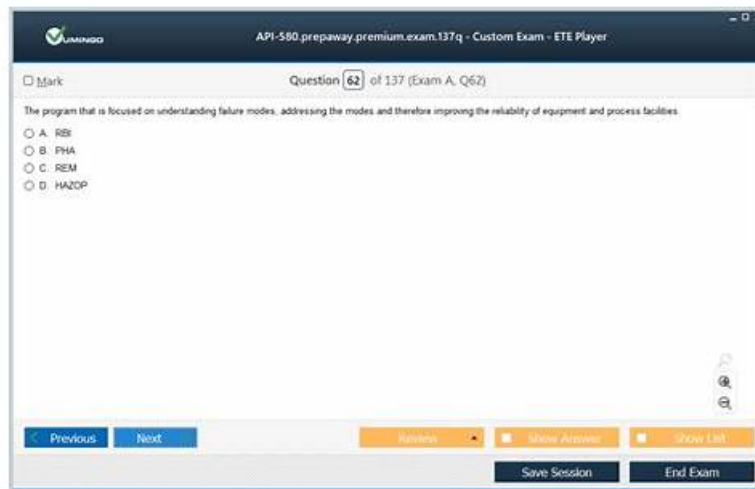 VUMINGO
API-580.prepaway.premium.exam.137q - Custom Exam - ETE Player
Mark
Question 62 of 137 (Exam A, Q62)
The program that is focused on understanding failure modes, addressing the modes and therefore improving the reliability of equipment and process facilities
A. RBI
B. PHA
C. REM
D. HAZOP
Previous
Next
Review
Show Answer
Show List
Save Session
End Exam